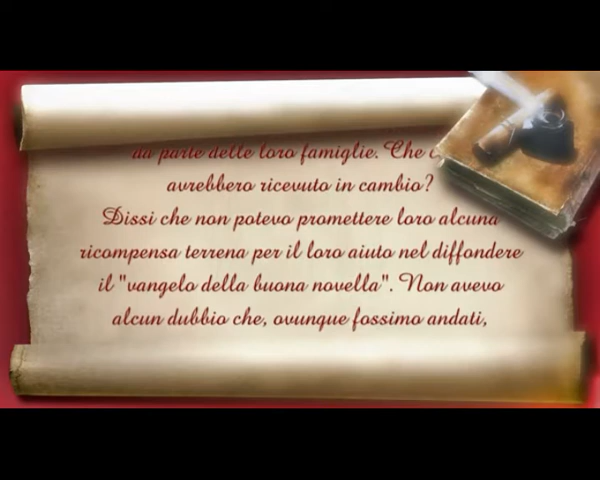 da parte delle loro famiglie. Che
avrebbero ricevuto in cambio?
Dissi che non potevo promettere loro alcuna
ricompensa terrena per il loro aiuto nel diffondere
il "vangelo della buona novella". Non avevo
alcun dubbio che, ovunque fossimo andati,